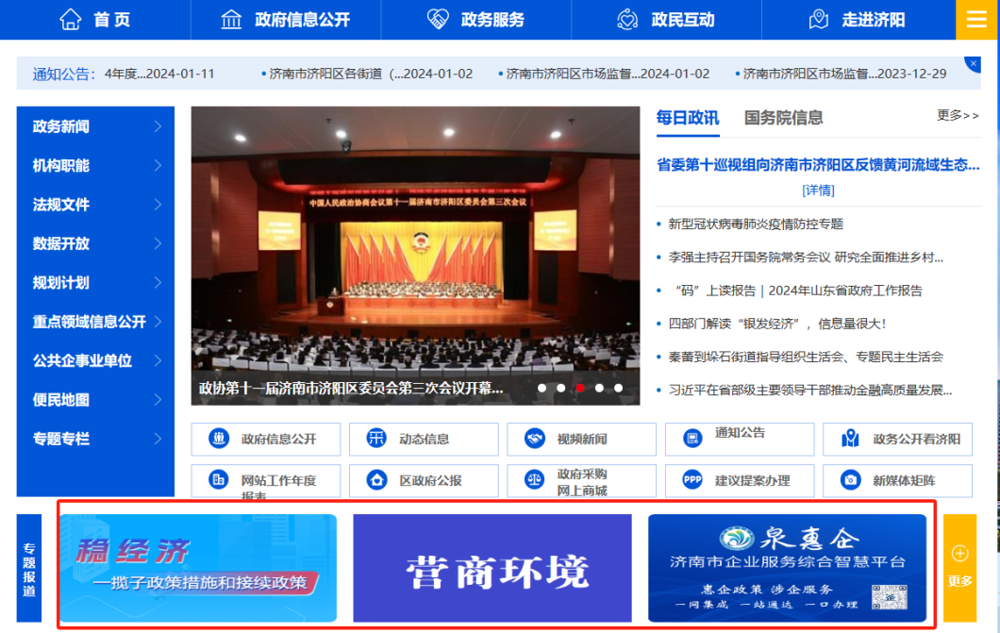 首 页
政府信息公开
政务服务
政民互动
走进济阳
通知公告：
4年度...2024-01-11
济南市济阳区各街道（...2024-01-02
济南市济阳区市场监督...2024-01-02
济南市济阳区市场监督...2023-12-29
政务新闻
机构职能
法规文件
数据开放
规划计划
重点领域信息公开
公共企事业单位
便民地图
专题专栏
中国人民政治协商会议第十一届济南市济阳区委员会第三次会议
政协第十一届济南市济阳区委员会第三次会议开幕...
每日政讯
国务院信息
更多>>
省委第十巡视组向济南市济阳区反馈黄河流域生态...
[详情]
新型冠状病毒肺炎疫情防控专题
李强主持召开国务院常务会议 研究全面推进乡村...
“码”上读报告 | 2024年山东省政府工作报告
四部门解读“银发经济”，信息量很大！
秦蕾到垛石街道指导组织生活会、专题民主生活会
习近平在省部级主要领导干部推动金融高质量发展...
政府信息公开
动态信息
视频新闻
通知公告
政务公开看济阳
网站工作年度
报表
区政府公报
政府采购
网上商城
PPP
建议提案办理
新媒体矩阵
专题报道
稳经济
一揽子政策措施和接续政策
营商环境
泉惠企
济南市企业服务综合智慧平台
惠企政策 涉企服务
一网集成 一站通达 一口办理
更多